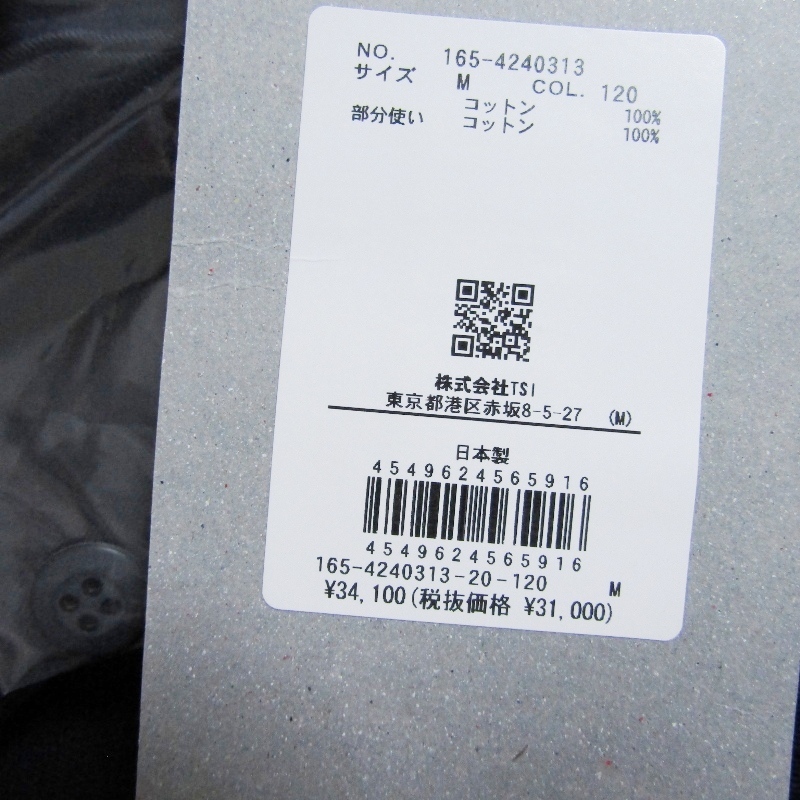 NO. 165-4240313
サイズ M COL. 120
コットン 100%
部分使い コットン 100%
株式会社TSI
東京都港区赤坂8-5-27 (M)
日本製
4549624565916
4549624565916
165-4240313-20-120 M
¥34,100(税抜価格 ¥31,000)